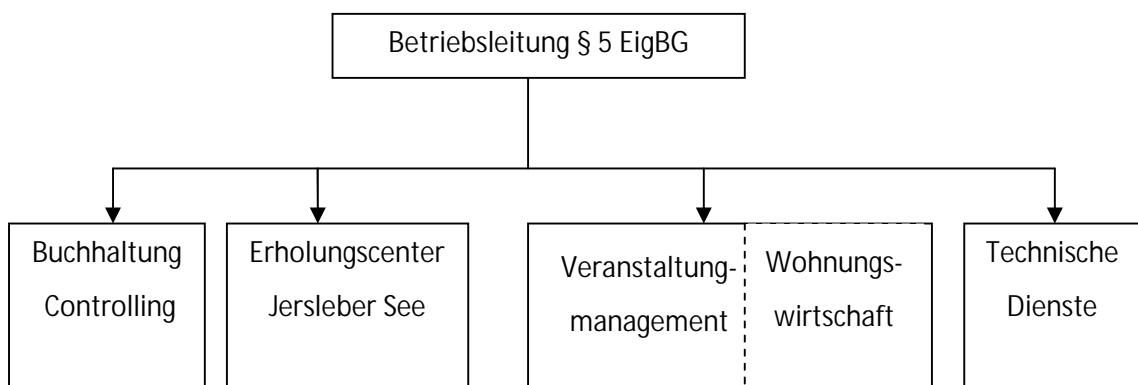 Betriebsleitung § 5 EigBG
Buchhaltung
Controlling
Erholungscenter
Jersleber See
Veranstaltung-
management
Wohnungs-
wirtschaft
Technische
Dienste